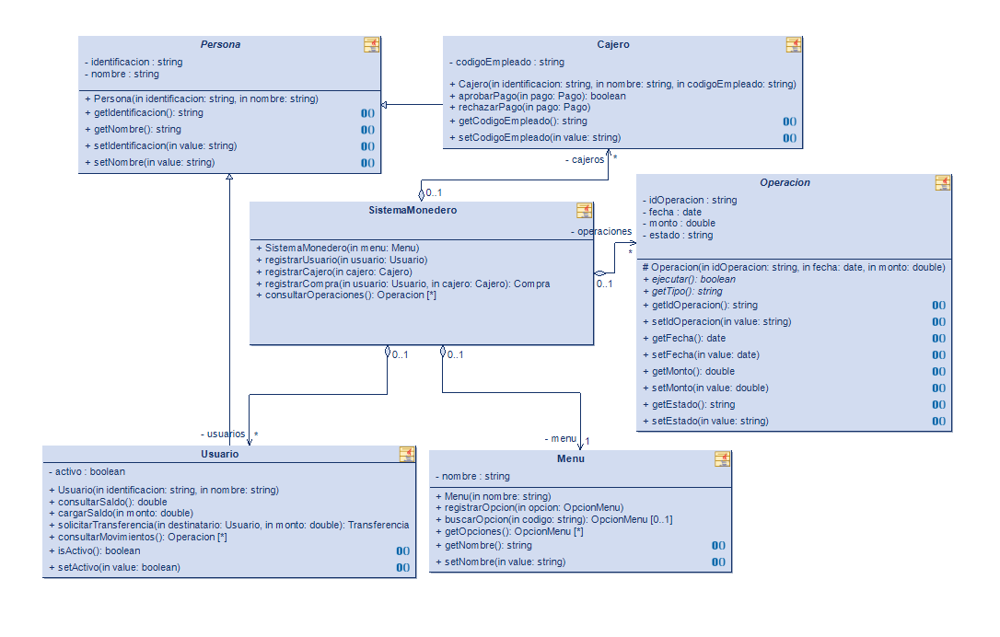 Persona
- identificacion : string
- nombre : string
+ Persona(in identificacion: string, in nombre: string)
+ getIdentificacion(): string
+ getNombre(): string
+ setIdentificacion(in value: string)
+ setNombre(in value: string)
Cajero
- codigoEmpleado : string
+ Cajero(in identificacion: string, in nombre: string, in codigoEmpleado: string)
+ aprobarPago(in pago: Pago): boolean
+ rechazarPago(in pago: Pago)
+ getCodigoEmpleado(): string
+ setCodigoEmpleado(in value: string)
- cajeros
*
0..1
SistemaMonedero
+ SistemaMonedero(in menu: Menu)
+ registrarUsuario(in usuario: Usuario)
+ registrarCajero(in cajero: Cajero)
+ registrarCompra(in usuario: Usuario, in cajero: Cajero): Compra
+ consultarOperaciones(): Operacion [*]
- operaciones
*
0..1
Operacion
- idOperacion : string
- fecha : date
- monto : double
- estado : string
# Operacion(in idOperacion: string, in fecha: date, in monto: double)
+ ejecutar(): boolean
+ getTipo(): string
+ getIdOperacion(): string
+ setIdOperacion(in value: string)
+ getFecha(): date
+ setFecha(in value: date)
+ getMonto(): double
+ setMonto(in value: double)
+ getEstado(): string
+ setEstado(in value: string)
0..1
0..1
- usuarios
*
- menu
1
Usuario
- activo : boolean
+ Usuario(in identificacion: string, in nombre: string)
+ consultarSaldo(): double
+ cargarSaldo(in monto: double)
+ solicitarTransferencia(in destinatario: Usuario, in monto: double): Transferencia
+ consultarMovimientos(): Operacion [*]
+ isActivo(): boolean
+ setActivo(in value: boolean)
Menu
- nombre : string
+ Menu(in nombre: string)
+ registrarOpcion(in opcion: OpcionMenu)
+ buscarOpcion(in codigo: string): OpcionMenu [0..1]
+ getOpciones(): OpcionMenu [*]
+ getNombre(): string
+ setNombre(in value: string)